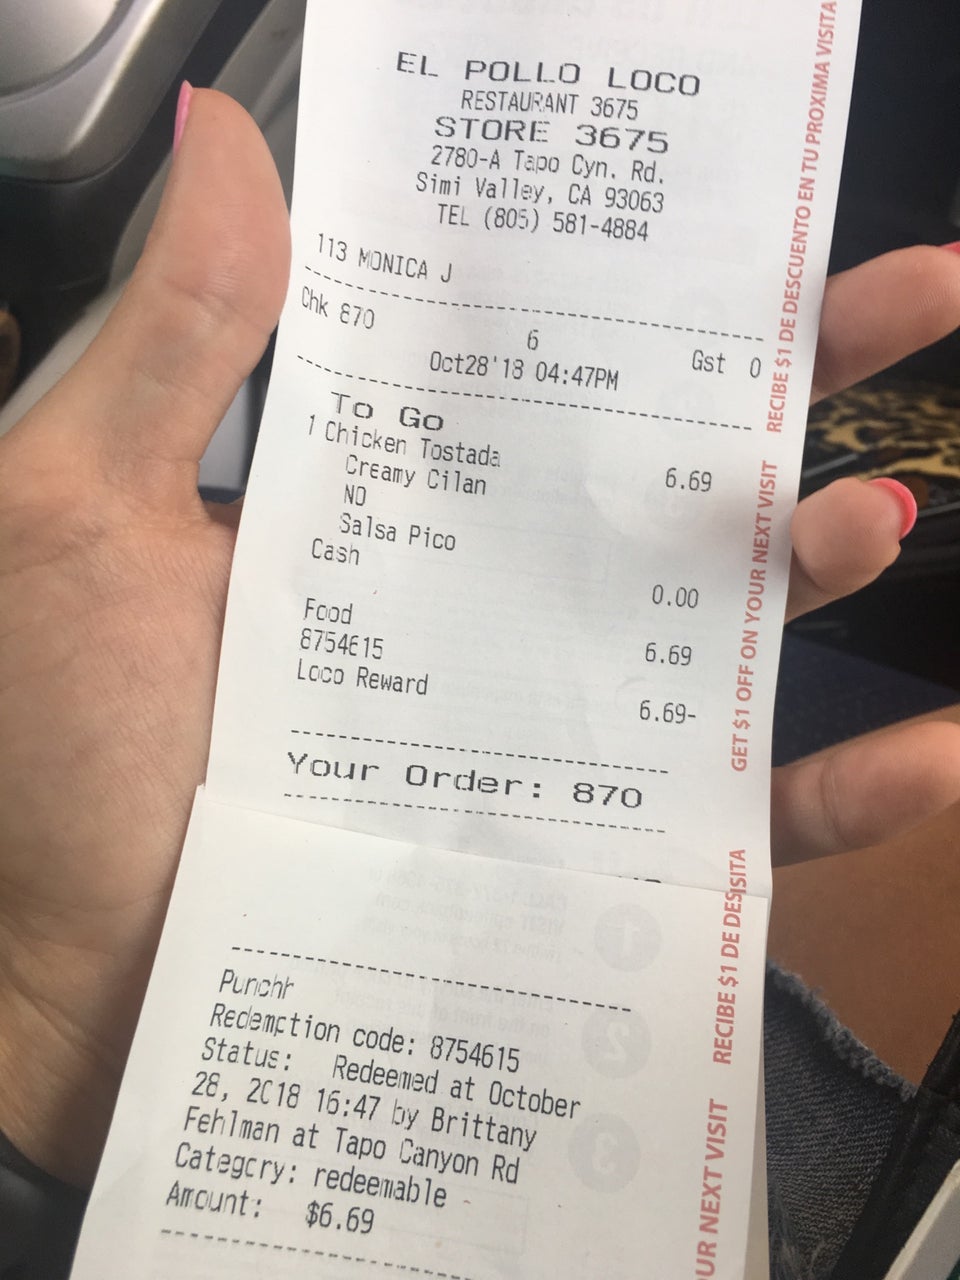 EL POLLO LOCO
RESTAURANT 3675
STORE 3675
2780-A Tapo Cyn. Rd.
Simi Valley, CA 93063
TEL (805) 581-4884
113 MONICA J
Chk 870 6 Gst 0
Oct28'18 04:47PM
To Go
1 Chicken Tostada 6.69
Creamy Cilan
NO
Salsa Pico
Cash 0.00
Food 6.69
8754615
Loco Reward 6.69-
Your Order: 870
Punchh
Redemption code: 8754615
Status: Redeemed at October
28, 2018 16:47 by Brittany
Fehlman at Tapo Canyon Rd
Category: redeemable
Amount: $6.69
RECIBE $1 DE DESCUENTO EN TU PROXIMA VISITA
GET $1 OFF ON YOUR NEXT VISIT
RECIBE $1 DE DES
SITA
OUR NEXT VISIT